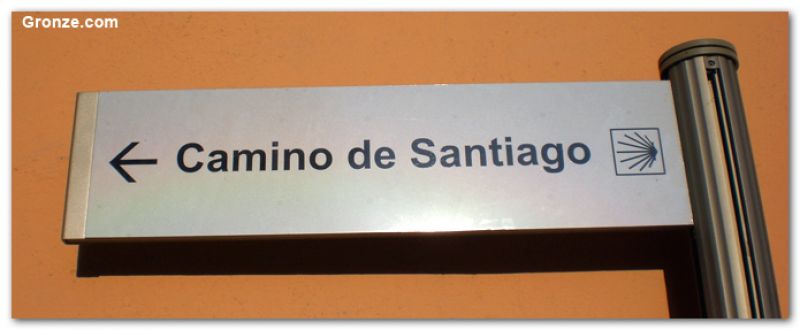 Gronze.com
← Camino de Santiago